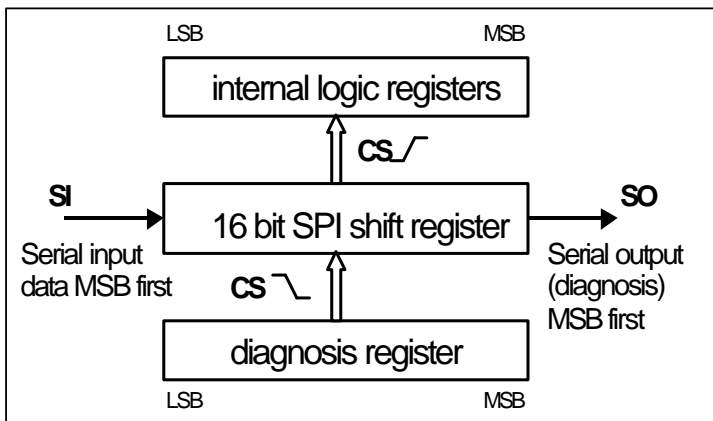 LSB MSB
internal logic registers
CS
SI SO
16 bit SPI shift register
Serial input
data MSB first
Serial output
(diagnosis)
MSB first
CS
diagnosis register
LSB MSB